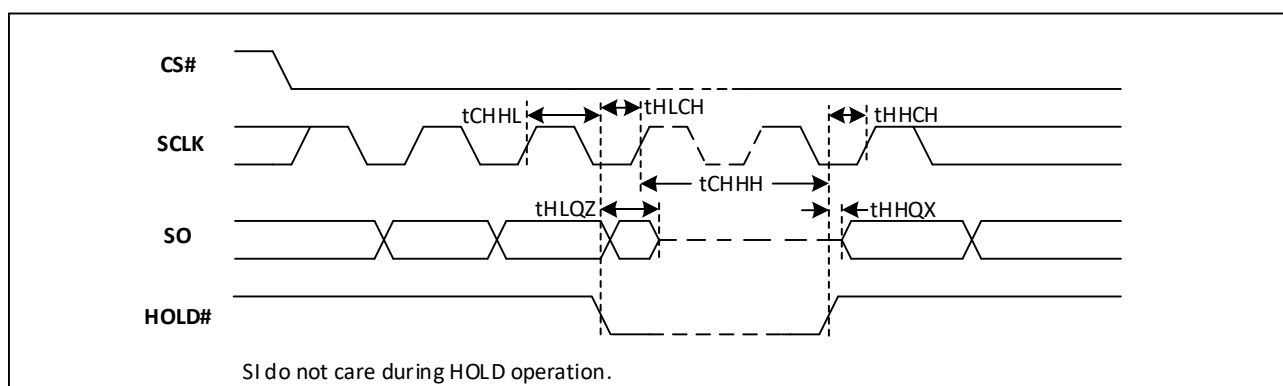 CS#
tCHHL
tHLCH
tHHCH
SCLK
tCHHH
tHLQZ
tHHQX
SO
HOLD#
SI do not care during HOLD operation.